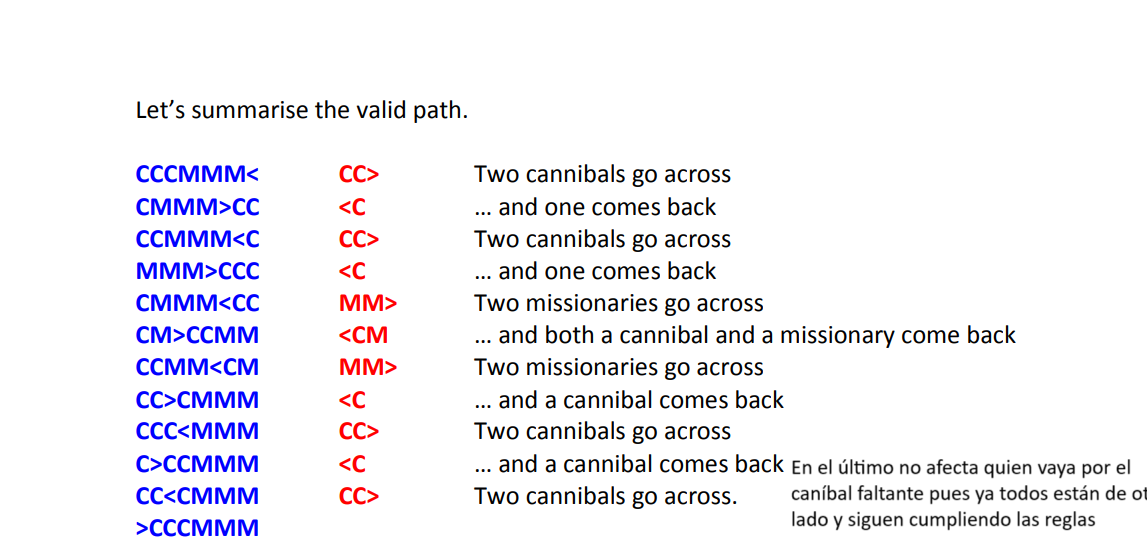 Let's summarise the valid path.
CCCMMM< CC> Two cannibals go across
CMMM>CC <C ... and one comes back
CCMMM<C CC> Two cannibals go across
MMM>CCC <C ... and one comes back
CMMM<CC MM> Two missionaries go across
CM>CCMM <CM ... and both a cannibal and a missionary come back
CCMM<CM MM> Two missionaries go across
CC>CMMM <C ... and a cannibal comes back
CCC<MMM CC> Two cannibals go across
C>CCMMM <C ... and a cannibal comes back
CC<CMMM CC> Two cannibals go across.
>CCCMMM
En el último no afecta quien vaya por el
caníbal faltante pues ya todos están de ot
lado y siguen cumpliendo las reglas